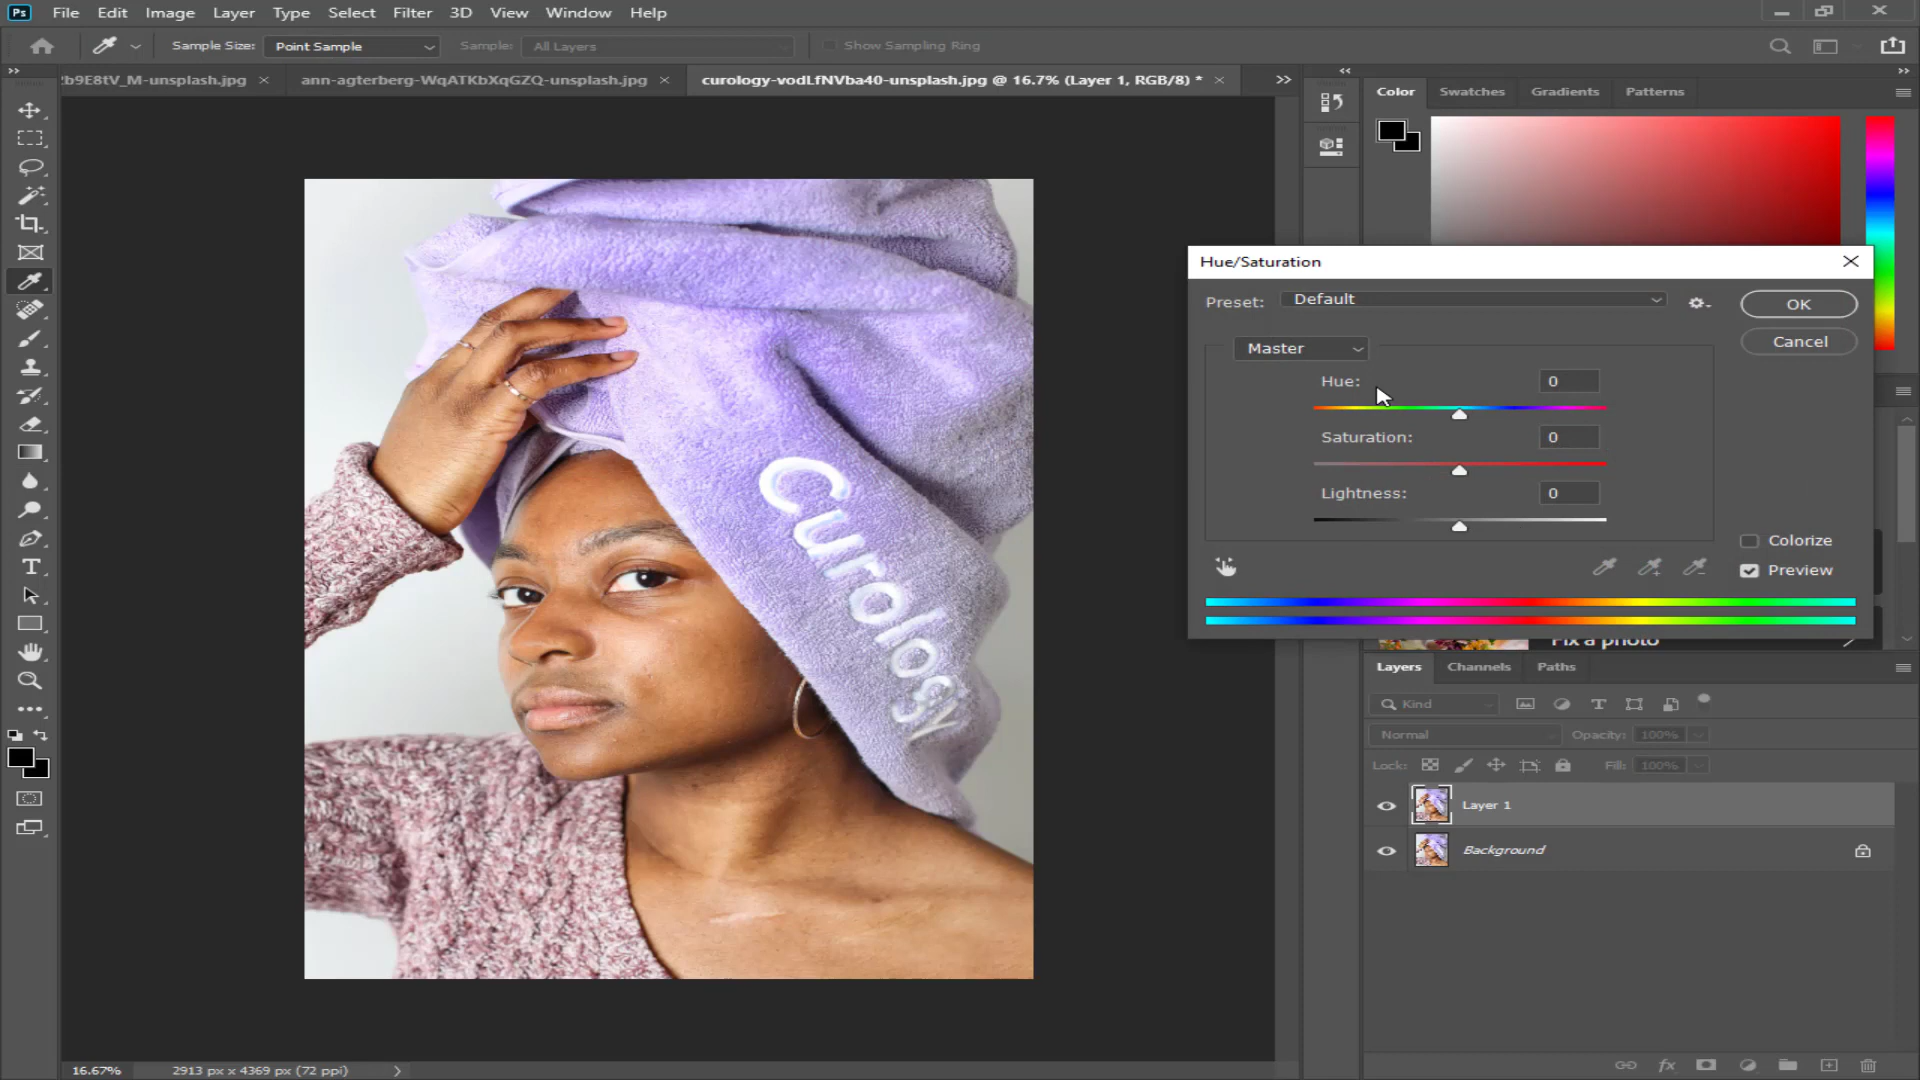 Ps File Edit Image Layer Type Select Filter 3D View Window Help
Sample Size: Point Sample Sample: All Layers Show Sampling Ring
2b9E8tV_M-unsplash.jpg × ann-agterberg-WqATKbXqGZQ-unsplash.jpg × curology-vodLfNVba40-unsplash.jpg @ 16.7% (Layer 1, RGB/8) * ×
Color Swatches Gradients Patterns
Hue/Saturation
Preset: Default
OK
Master
Cancel
Hue: 0
Saturation: 0
Lightness: 0
Colorize
Preview
Fix a photo
Curology
Layers Channels Paths
Kind
Normal Opacity: 100%
Lock: Fill: 100%
Layer 1
Background
16.67% 2913 px x 4369 px (72 ppi)